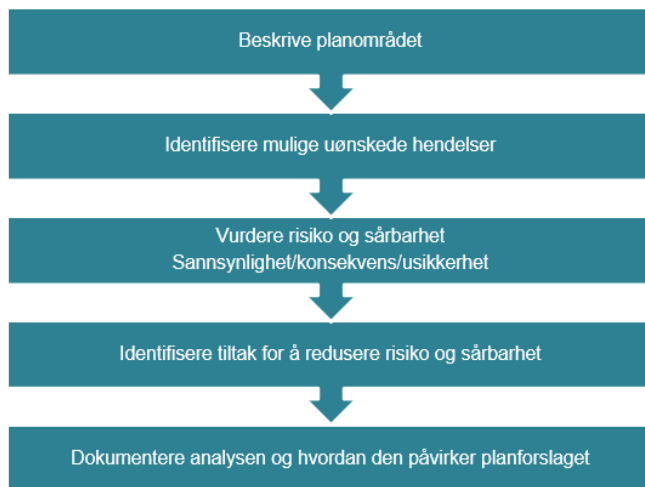 Beskrive planområdet
Identifisere mulige uønskede hendelser
Vurdere risiko og sårbarhet
Sannsynlighet/konsekvens/usikkerhet
Identifisere tiltak for å redusere risiko og sårbarhet
Dokumentere analysen og hvordan den påvirker planforslaget